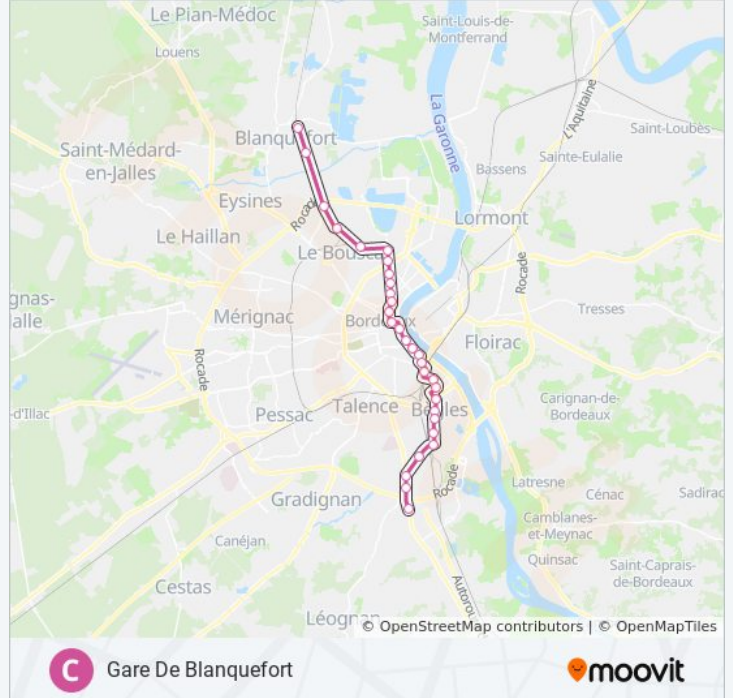 Le Pian-Médoc
Saint-Louis-de-
Montferrand
Louens
La Garonne
L'Aquitaine
Blanquefort
Saint-Loubès
Saint-Médard-
en-Jalles
Sainte-Eulalie
Bassens
Eysines
Rocade
Lormont
Le Haillan
Le Bouscat
Rocade
gnas-
alle
Mérignac
Bordeaux
Tresses
Floirac
Rocade
-d'Illac
Pessac
Talence
Bègles
Carignan-de-
Bordeaux
Rocade
Latresne
Cénac
Sadirac
Gradignan
Camblanes-
et-Meynac
Canéjan
Quinsac
Cestas
Saint-Caprais-
de-Bordeaux
Autorou
Léognan
© OpenStreetMap contributors | © OpenMapTiles
C Gare De Blanquefort
moovit